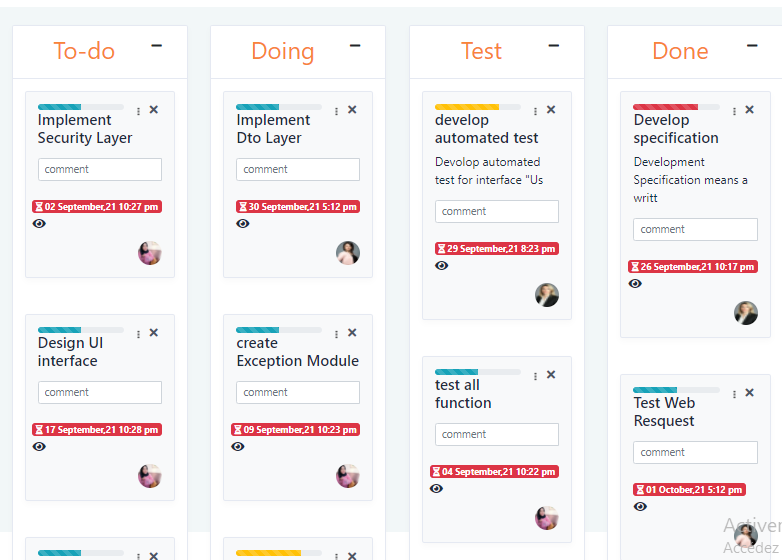 To-do
Implement
Security Layer
comment
02 September,21 10:27 pm
Design UI
interface
comment
17 September,21 10:28 pm
Doing
Implement
Dto Layer
comment
30 September,21 5:12 pm
create
Exception Module
comment
09 September,21 10:23 pm
Test
develop
automated test
Devolop automated
test for interface "Us
comment
29 September,21 8:23 pm
test all
function
comment
04 September,21 10:22 pm
Done
Develop
specification
Development
Specification means a
writt
comment
26 September,21 10:17 pm
Test Web
Resquest
comment
01 October,21 5:12 pm
Activer
Accedez